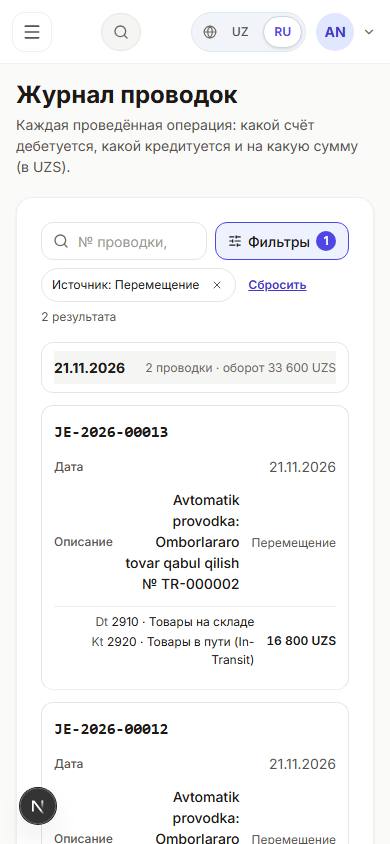 UZ RU AN
Журнал проводок
Каждая проведённая операция: какой счёт
дебетуется, какой кредитуется и на какую сумму
(в UZS).
№ проводки,
Фильтры 1
Источник: Перемещение × Сбросить
2 результата
21.11.2026 2 проводки · оборот 33 600 UZS
JE-2026-00013
Дата 21.11.2026
Avtomatik
provodka:
Описание Omborlararo Перемещение
tovar qabul qilish
№ TR-000002
Dt 2910 · Товары на складе
Kt 2920 · Товары в пути (In- 16 800 UZS
Transit)
JE-2026-00012
Дата 21.11.2026
N
Avtomatik
provodka:
Описание Omborlararo Перемещение